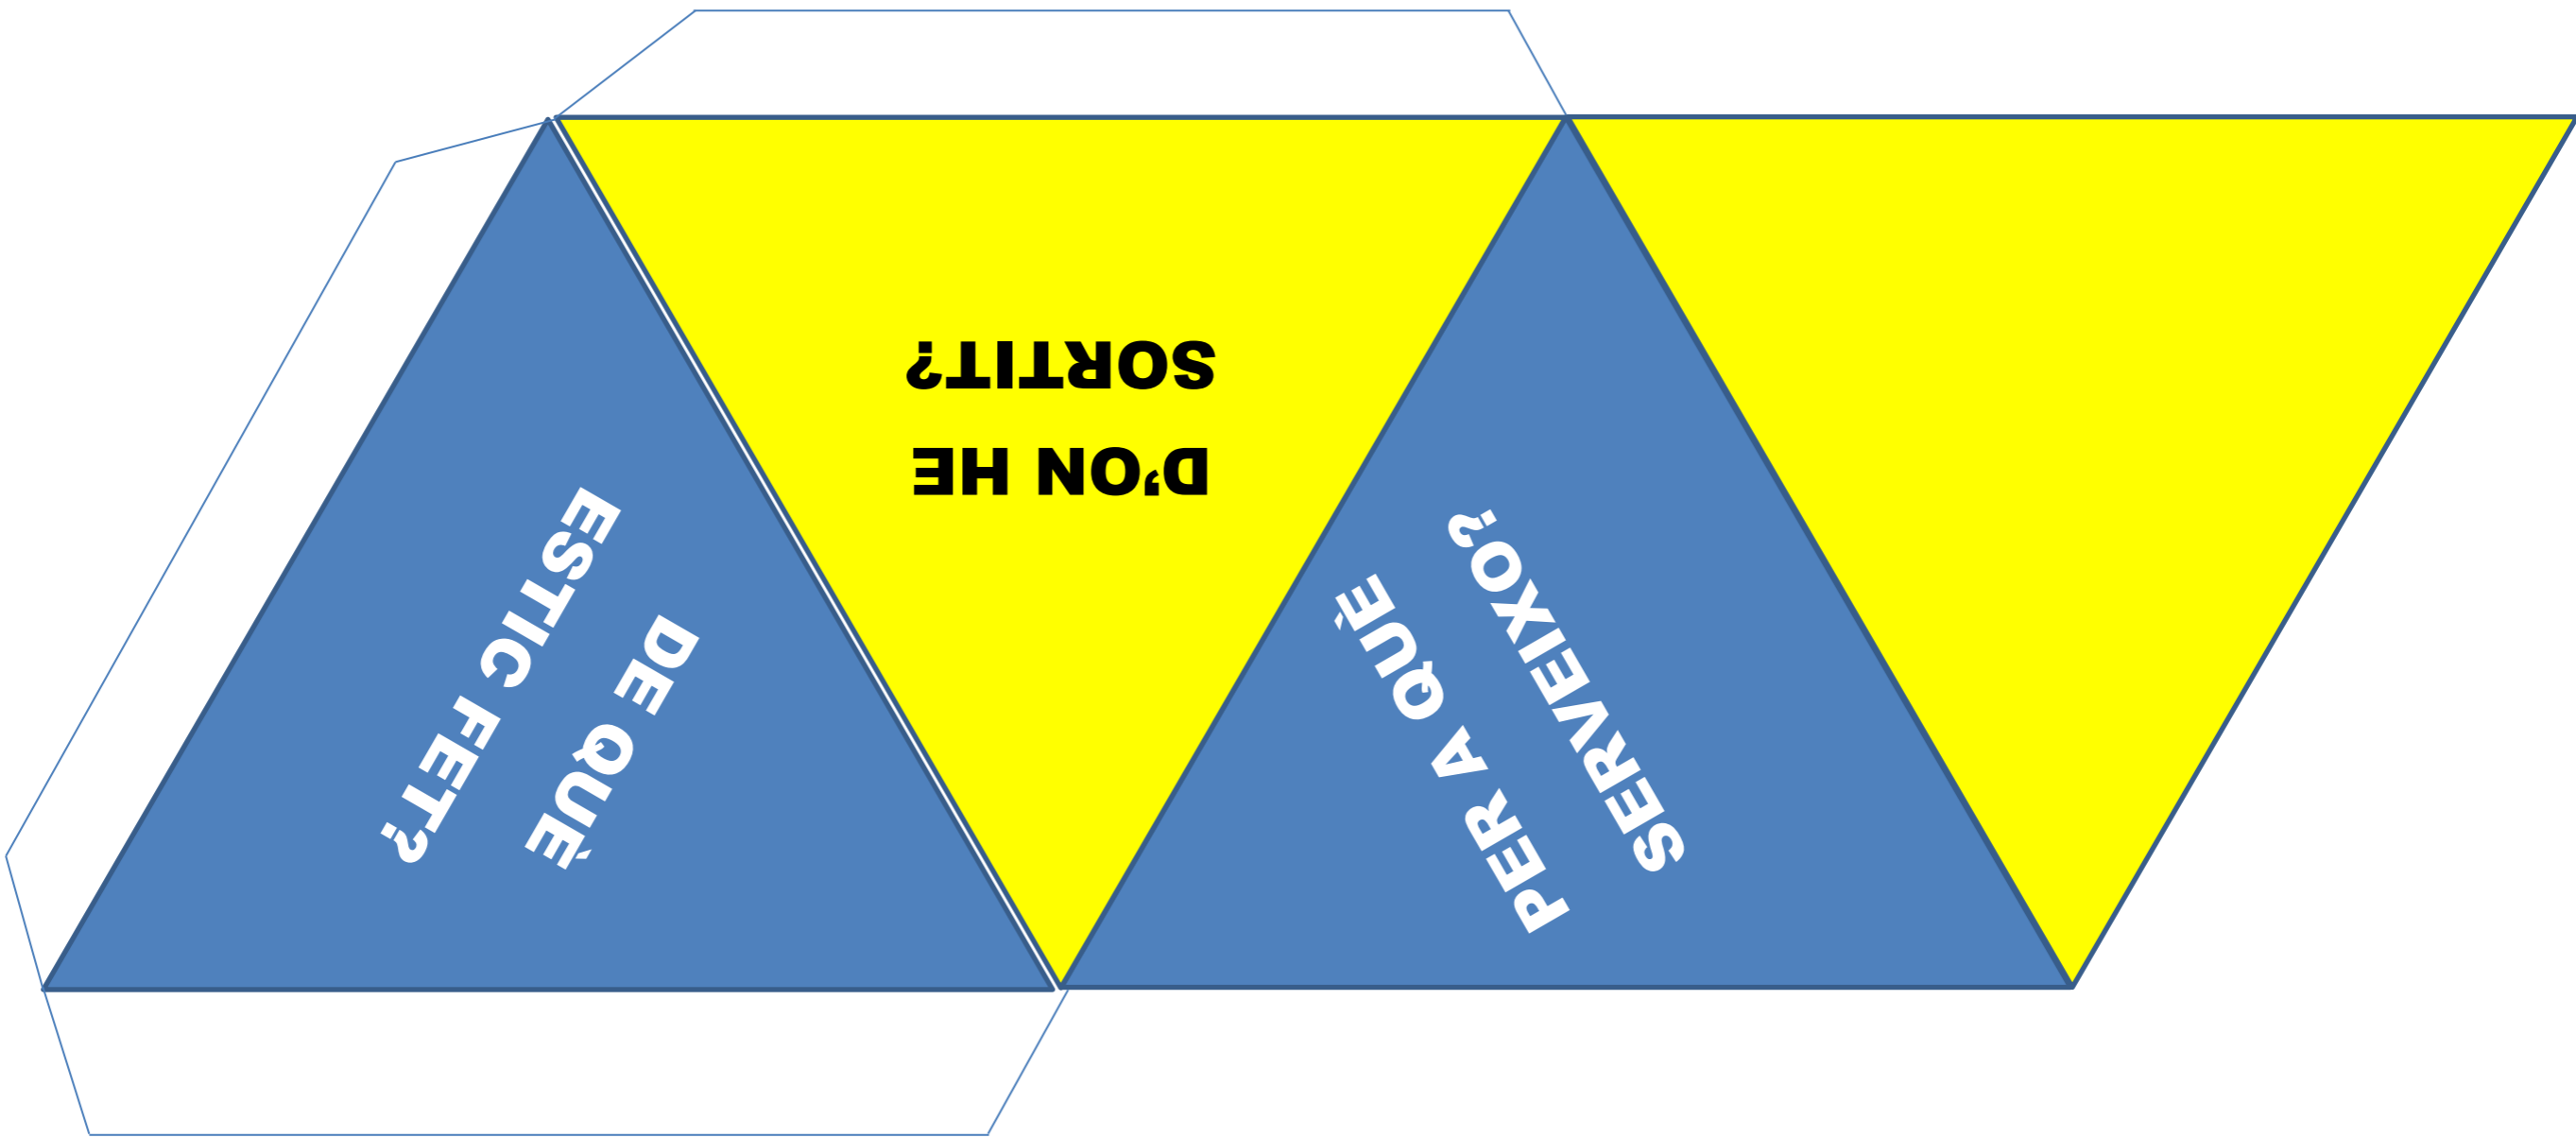 DE QUÈ
ESTIC FET?
D'ON HE
SORTIT?
PER A QUÈ
SERVEIXO?